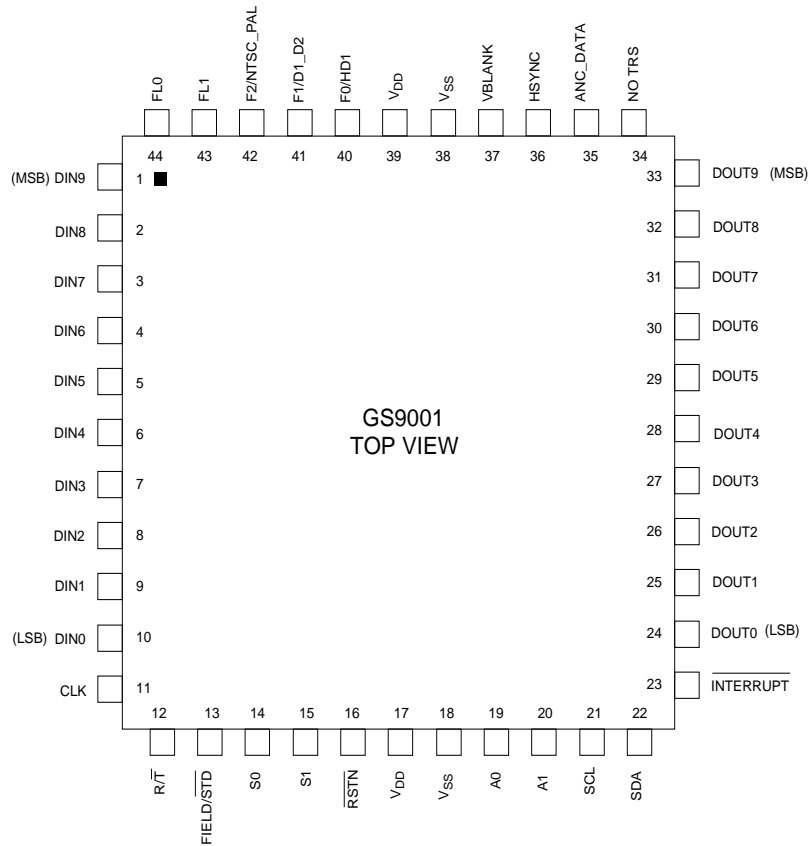 FL0
FL1
F2/NTSC_PAL
F1/D1_D2
F0/HD1
VDD
VSS
VBLANK
HSYNC
ANC_DATA
NO TRS
44 43 42 41 40 39 38 37 36 35 34
(MSB) DIN9 1
DIN8 2
DIN7 3
DIN6 4
DIN5 5
DIN4 6
DIN3 7
DIN2 8
DIN1 9
(LSB) DIN0 10
CLK 11
GS9001
TOP VIEW
33 DOUT9 (MSB)
32 DOUT8
31 DOUT7
30 DOUT6
29 DOUT5
28 DOUT4
27 DOUT3
26 DOUT2
25 DOUT1
24 DOUT0 (LSB)
23 INTERRUPT
12 13 14 15 16 17 18 19 20 21 22
R/T
FIELD/STD
S0
S1
RSTN
VDD
VSS
A0
A1
SCL
SDA